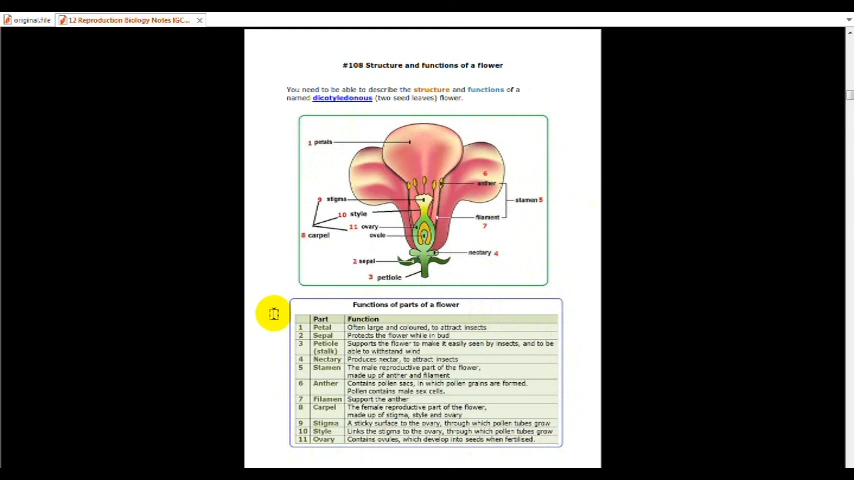 original.file
12 Reproduction Biology Notes IGC...
#108 Structure and functions of a flower
You need to be able to describe the structure and functions of a
named dicotyledonous (two seed leaves) flower.
1 petals
6
anther
9 stigma
stamen 5
10 style
filament
7
11 ovary
8 carpel
ovule
nectary 4
2 sepal
3 petiole
Functions of parts of a flower
Part Function
1 Petal Often large and coloured, to attract insects
2 Sepal Protects the flower while in bud
3 Petiole Supports the flower to make it easily seen by insects, and to be
(stalk) able to withstand wind
4 Nectary Produces nectar, to attract insects
5 Stamen The male reproductive part of the flower,
made up of anther and filament
6 Anther Contains pollen sacs, in which pollen grains are formed.
Pollen contains male sex cells.
7 Filamen Support the anther
8 Carpel The female reproductive part of the flower,
made up of stigma, style and ovary
9 Stigma A sticky surface to the ovary, through which pollen tubes grow
10 Style Links the stigma to the ovary, through which pollen tubes grow
11 Ovary Contains ovules, which develop into seeds when fertilised.